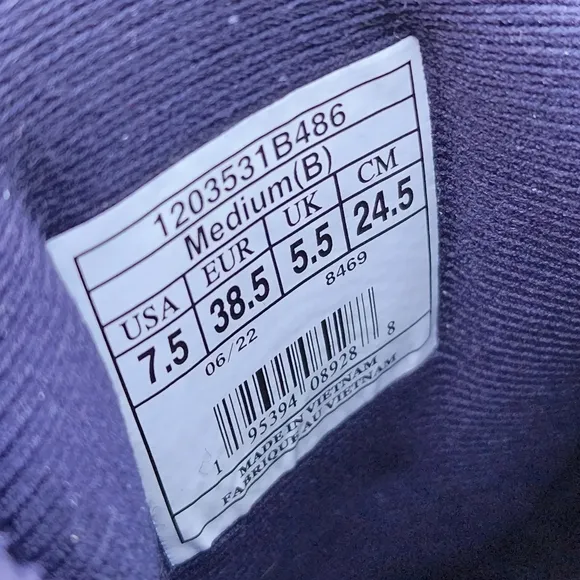 1203531B486
Medium(B)
USA EUR UK CM
7.5 38.5 5.5 24.5
06/22 8469
1 95394 08928 8
MADE IN VIETNAM
FABRIQUE AU VIETNAM